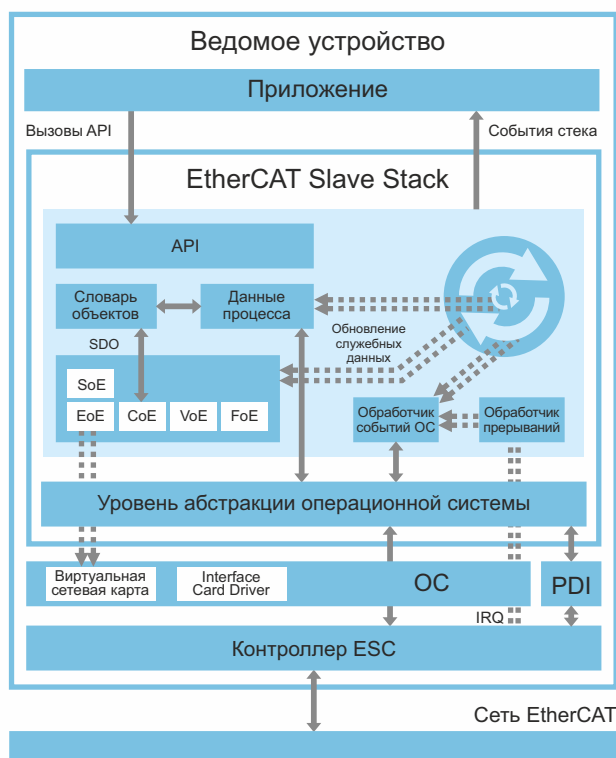 Ведомое устройство
Приложение
Вызовы API
События стека
EtherCAT Slave Stack
API
Словарь
объектов
Данные
процесса
Обновление
служебных
данных
SDO
SoE
EoE
CoE
VoE
FoE
Обработчик
событий ОС
Обработчик
прерываний
Уровень абстракции операционной системы
Виртуальная
сетевая карта
Interface
Card Driver
ОС
PDI
IRQ
Контроллер ESC
Сеть EtherCAT